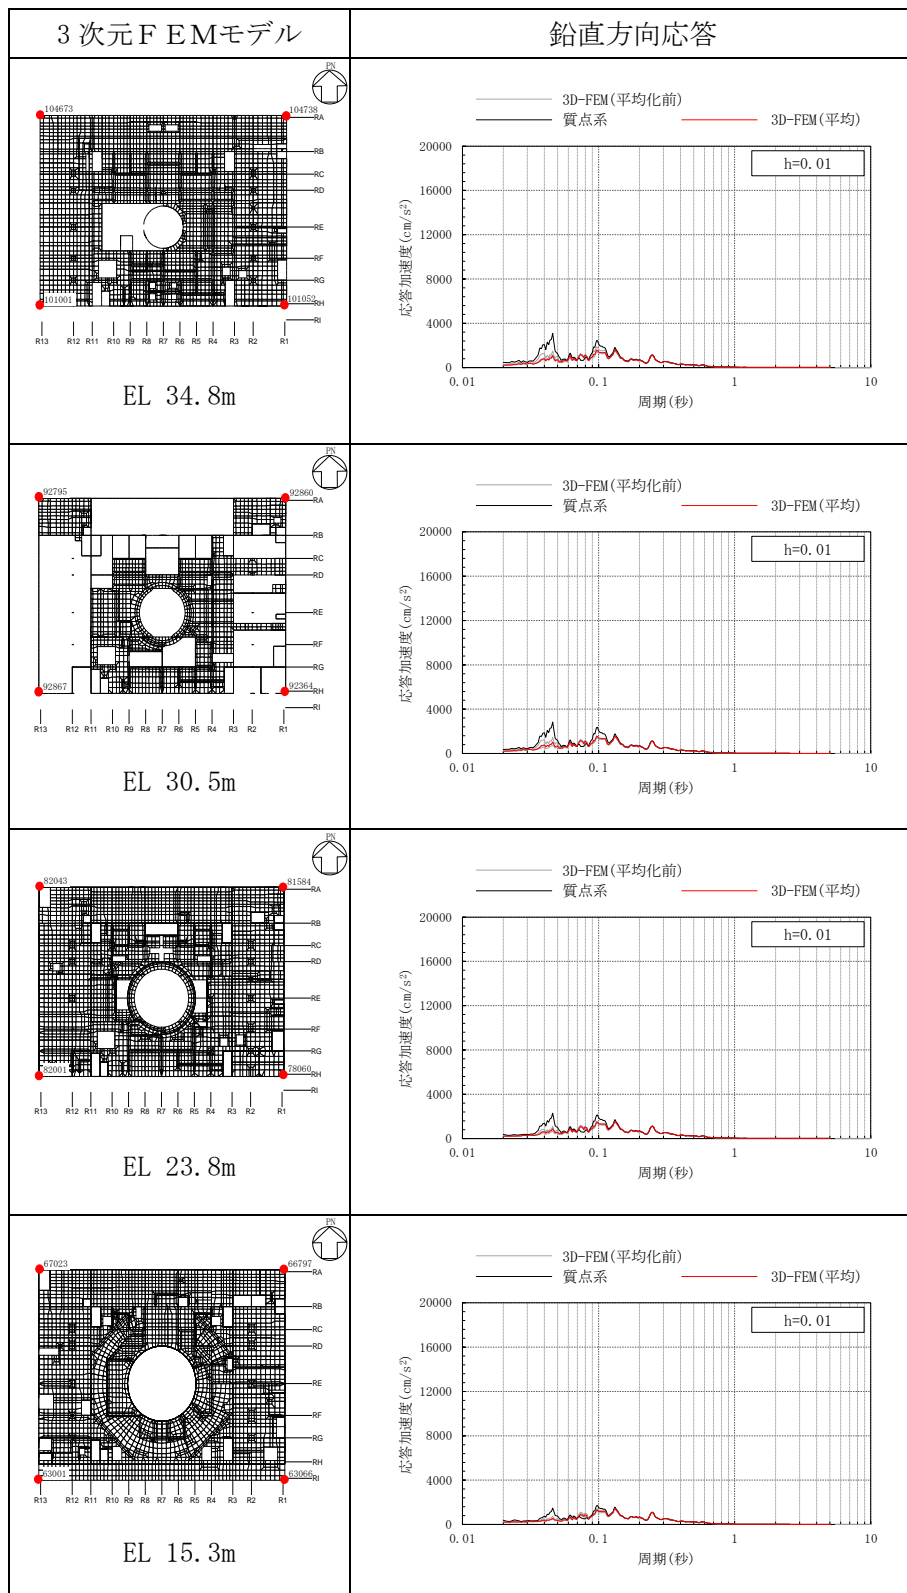 3次元FEMモデル
鉛直方向応答
PN
104673
104738
RA
RB
RC
RD
RE
RF
RG
101001
101052
RH
RI
R13 R12 R11 R10 R9 R8 R7 R6 R5 R4 R3 R2 R1
EL 34.8m
3D-FEM(平均化前)
質点系
3D-FEM(平均)
h=0.01
20000
16000
12000
8000
4000
0
応答加速度(cm/s²)
0.01 0.1 1 10
周期(秒)
PN
92795
92860
RA
RB
RC
RD
RE
RF
RG
92867
92364
RH
RI
R13 R12 R11 R10 R9 R8 R7 R6 R5 R4 R3 R2 R1
EL 30.5m
3D-FEM(平均化前)
質点系
3D-FEM(平均)
h=0.01
20000
16000
12000
8000
4000
0
応答加速度(cm/s²)
0.01 0.1 1 10
周期(秒)
PN
82043
81584
RA
RB
RC
RD
RE
RF
RG
82001
78060
RH
RI
R13 R12 R11 R10 R9 R8 R7 R6 R5 R4 R3 R2 R1
EL 23.8m
3D-FEM(平均化前)
質点系
3D-FEM(平均)
h=0.01
20000
16000
12000
8000
4000
0
応答加速度(cm/s²)
0.01 0.1 1 10
周期(秒)
PN
67023
66797
RA
RB
RC
RD
RE
RF
RG
RH
63001
63066
RI
R13 R12 R11 R10 R9 R8 R7 R6 R5 R4 R3 R2 R1
EL 15.3m
3D-FEM(平均化前)
質点系
3D-FEM(平均)
h=0.01
20000
16000
12000
8000
4000
0
応答加速度(cm/s²)
0.01 0.1 1 10
周期(秒)